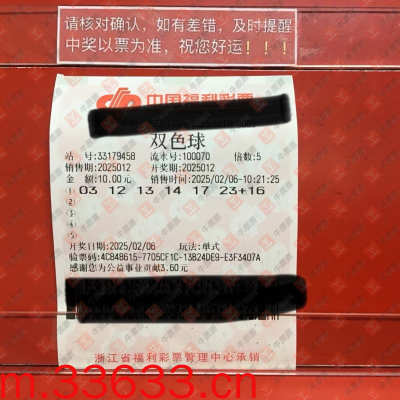 请核对确认，如有差错，及时提醒
中奖以票为准，祝您好运！！！
中国福利彩票
双色球
站 号:33179458 流水号:100070 倍数:5
销售期:2025012 开奖期:2025012
金 额:10.00元 销售时间:2025/02/06-10:21:25
① 03 12 13 14 17 23+16
②
③
④
⑤
开奖日期:2025/02/06 玩法:单式
验票码:4C848615-7705CF1C-13B24DE9-E3F3407A
感谢您为公益事业贡献3.60元
浙江省福利彩票管理中心承销
m.33633.cn